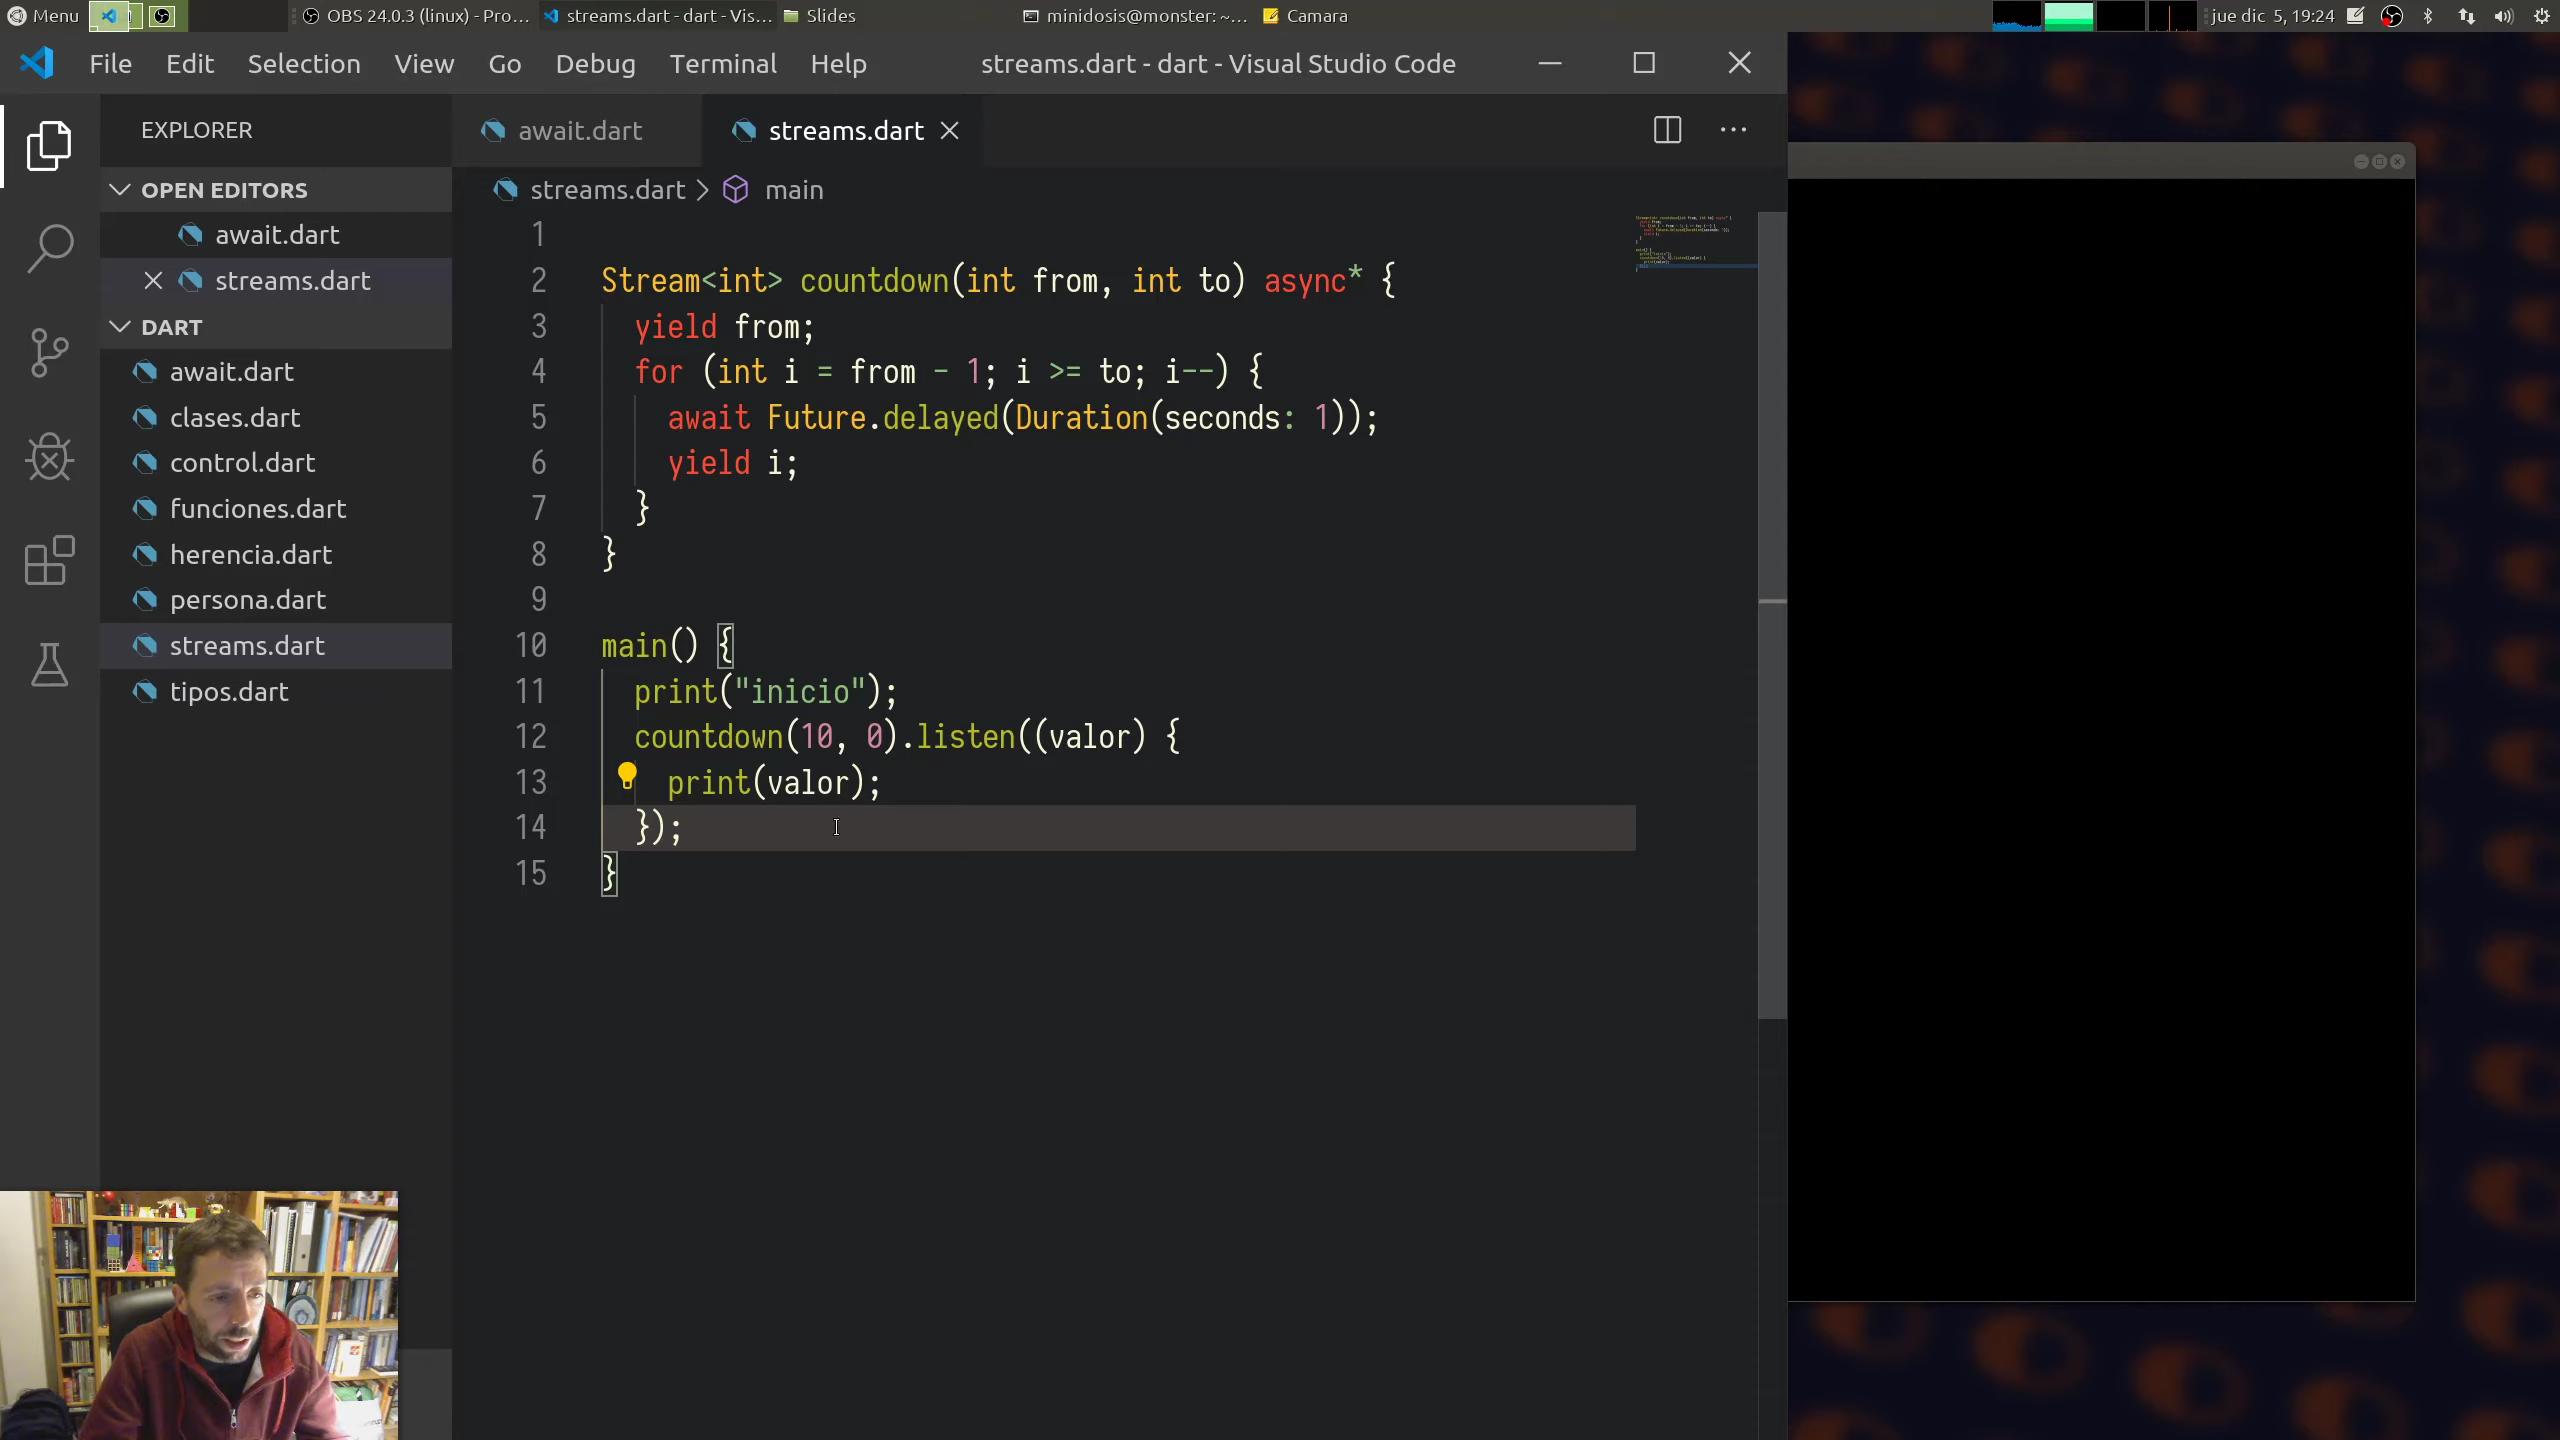 Menu
OBS 24.0.3 (linux) - Pro...
streams.dart - dart - Vis...
Slides
minidosis@monster: ~...
Camara
jue dic 5, 19:24
File Edit Selection View Go Debug Terminal Help
streams.dart - dart - Visual Studio Code
EXPLORER
OPEN EDITORS
await.dart
streams.dart
DART
await.dart
clases.dart
control.dart
funciones.dart
herencia.dart
persona.dart
streams.dart
tipos.dart
await.dart
streams.dart
streams.dart > main
1
2 Stream<int> countdown(int from, int to) async* {
3 yield from;
4 for (int i = from - 1; i >= to; i--) {
5 await Future.delayed(Duration(seconds: 1));
6 yield i;
7 }
8 }
9
10 main() {
11 print("inicio");
12 countdown(10, 0).listen((valor) {
13 print(valor);
14 });
15 }